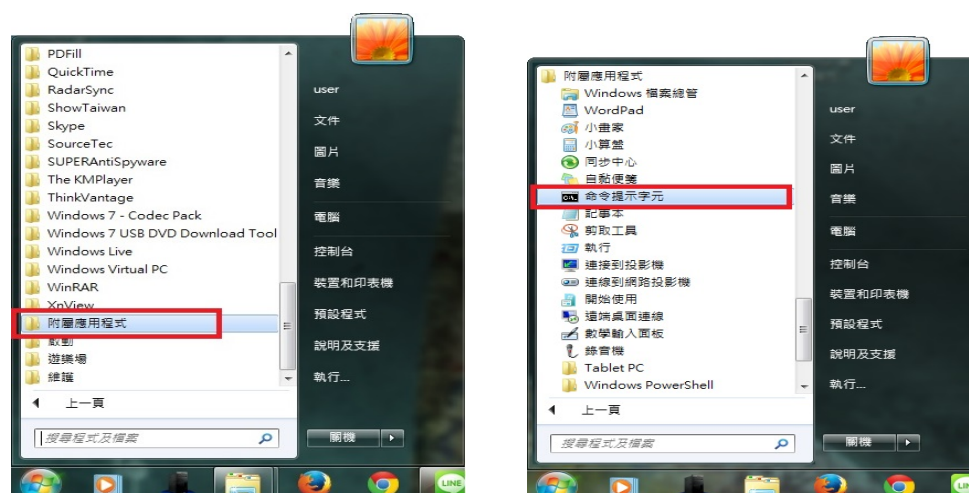 PDFill
QuickTime
RadarSync
ShowTaiwan
Skype
SourceTec
SUPERAntiSpyware
The KMPlayer
ThinkVantage
Windows 7 - Codec Pack
Windows 7 USB DVD Download Tool
Windows Live
Windows Virtual PC
WinRAR
XnView
附屬應用程式
啟動
遊樂場
維護
上一頁
搜尋程式及檔案
user
文件
圖片
音樂
電腦
控制台
裝置和印表機
預設程式
說明及支援
執行...
關機
LINE
附屬應用程式
Windows 檔案總管
WordPad
小畫家
小算盤
同步中心
自黏便箋
命令提示字元
記事本
剪取工具
執行
連接到投影機
連線到網路投影機
開始使用
遠端桌面連線
數學輸入面板
錄音機
Tablet PC
Windows PowerShell
上一頁
搜尋程式及檔案
user
文件
圖片
音樂
電腦
控制台
裝置和印表機
預設程式
說明及支援
執行...
關機